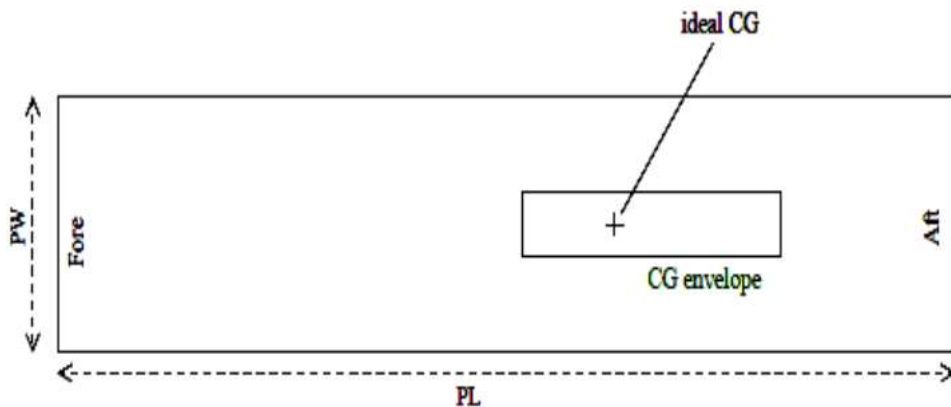 ideal CG
PW
Fore
Aft
CG envelope
PL